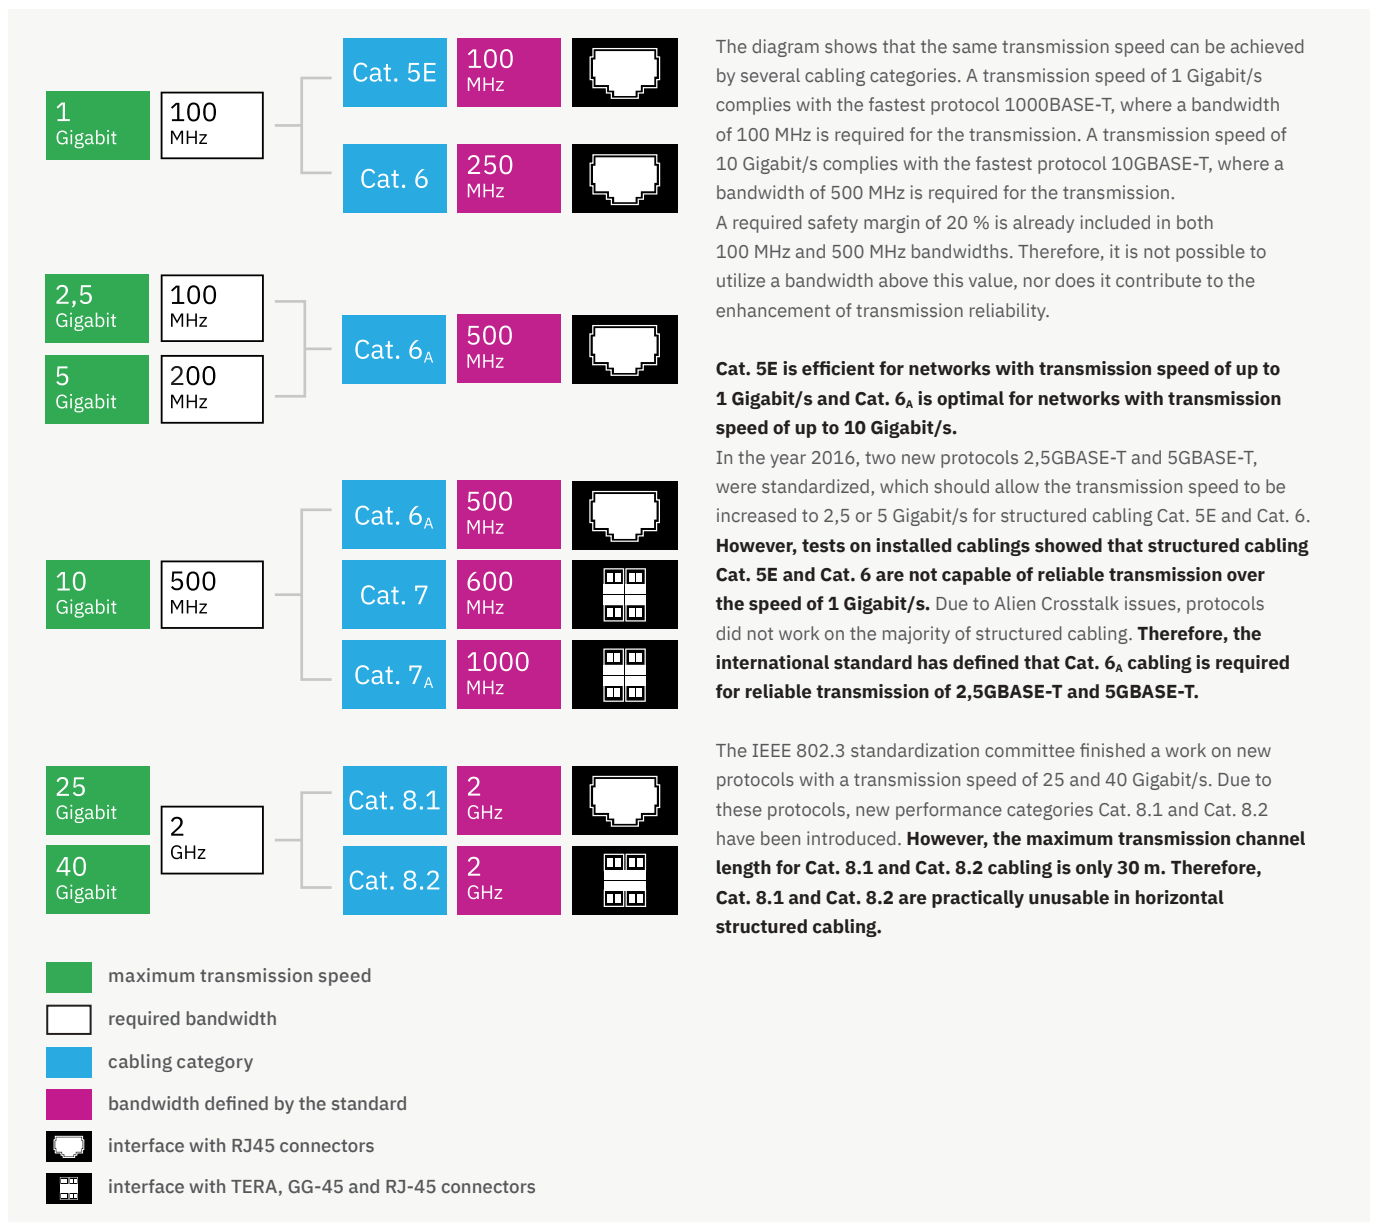 1
Gigabit
100
MHz
Cat. 5E
100
MHz
Cat. 6
250
MHz
2,5
Gigabit
100
MHz
5
Gigabit
200
MHz
Cat. 6A
500
MHz
10
Gigabit
500
MHz
Cat. 6A
500
MHz
Cat. 7
600
MHz
Cat. 7A
1000
MHz
25
Gigabit
40
Gigabit
2
GHz
Cat. 8.1
2
GHz
Cat. 8.2
2
GHz
maximum transmission speed
required bandwidth
cabling category
bandwidth defined by the standard
interface with RJ45 connectors
interface with TERA, GG-45 and RJ-45 connectors
The diagram shows that the same transmission speed can be achieved
by several cabling categories. A transmission speed of 1 Gigabit/s
complies with the fastest protocol 1000BASE-T, where a bandwidth
of 100 MHz is required for the transmission. A transmission speed of
10 Gigabit/s complies with the fastest protocol 10GBASE-T, where a
bandwidth of 500 MHz is required for the transmission.
A required safety margin of 20 % is already included in both
100 MHz and 500 MHz bandwidths. Therefore, it is not possible to
utilize a bandwidth above this value, nor does it contribute to the
enhancement of transmission reliability.
Cat. 5E is efficient for networks with transmission speed of up to
1 Gigabit/s and Cat. 6A is optimal for networks with transmission
speed of up to 10 Gigabit/s.
In the year 2016, two new protocols 2,5GBASE-T and 5GBASE-T,
were standardized, which should allow the transmission speed to be
increased to 2,5 or 5 Gigabit/s for structured cabling Cat. 5E and Cat. 6.
However, tests on installed cablings showed that structured cabling
Cat. 5E and Cat. 6 are not capable of reliable transmission over
the speed of 1 Gigabit/s. Due to Alien Crosstalk issues, protocols
did not work on the majority of structured cabling. Therefore, the
international standard has defined that Cat. 6A cabling is required
for reliable transmission of 2,5GBASE-T and 5GBASE-T.
The IEEE 802.3 standardization committee finished a work on new
protocols with a transmission speed of 25 and 40 Gigabit/s. Due to
these protocols, new performance categories Cat. 8.1 and Cat. 8.2
have been introduced. However, the maximum transmission channel
length for Cat. 8.1 and Cat. 8.2 cabling is only 30 m. Therefore,
Cat. 8.1 and Cat. 8.2 are practically unusable in horizontal
structured cabling.